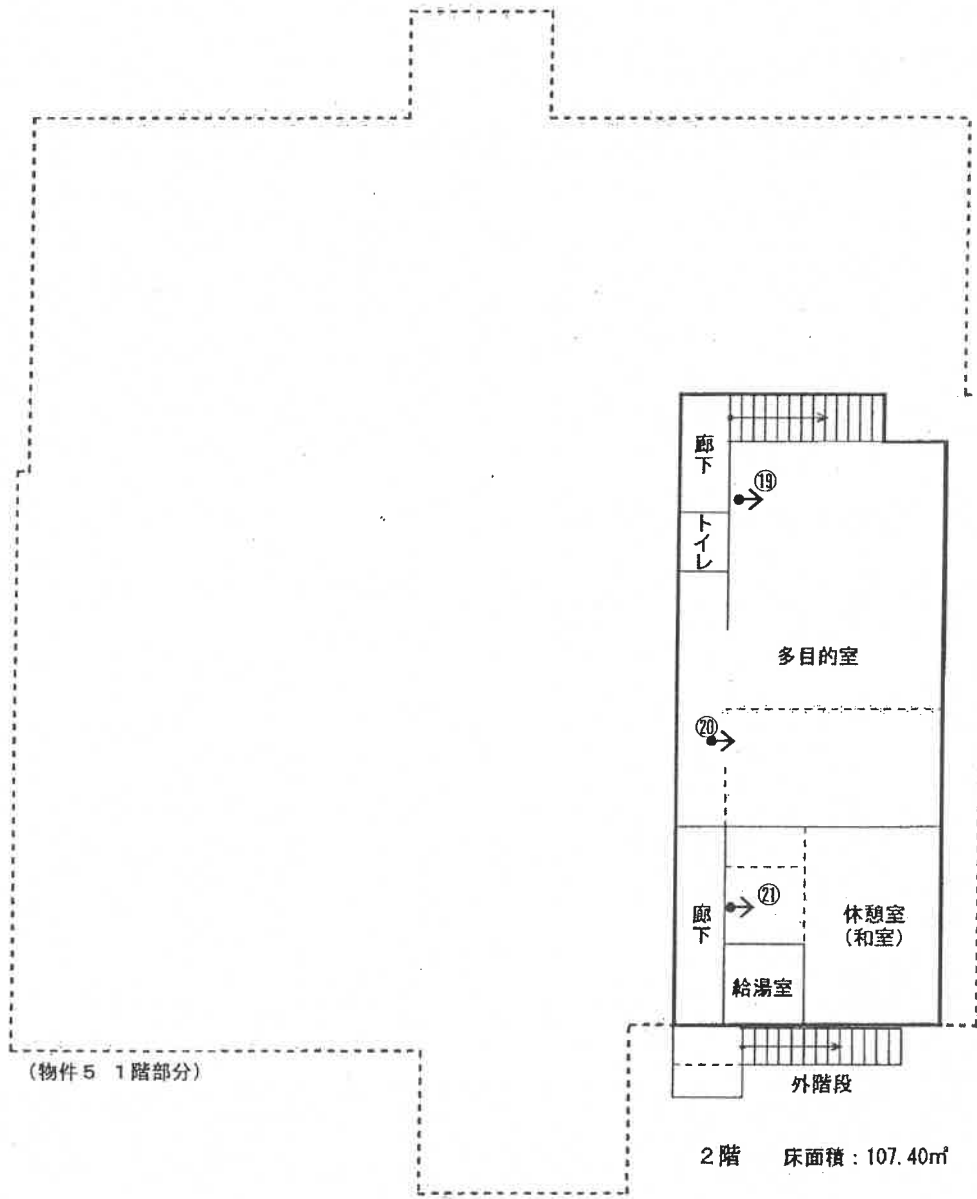 廊下
⑲
トイレ
多目的室
⑳
㉑
廊下
休憩室
(和室)
給湯室
(物件5 1階部分)
外階段
2階 床面積:107.40㎡